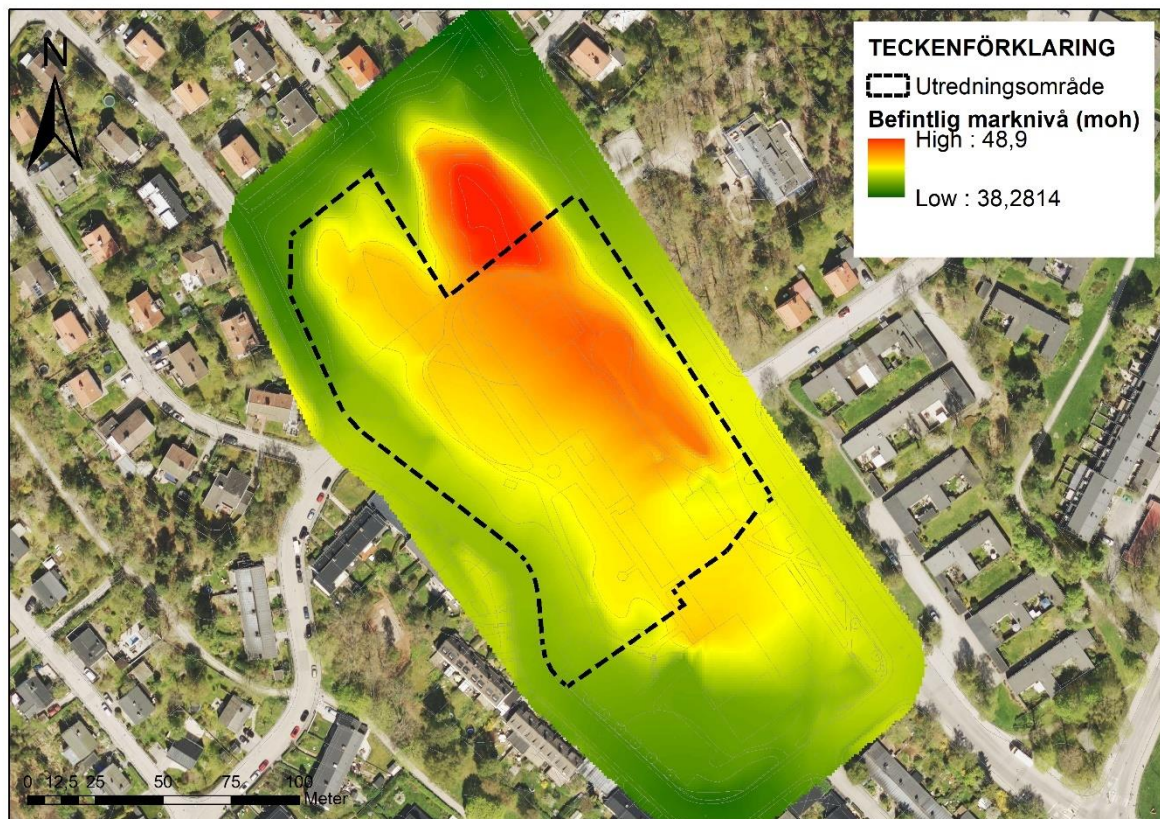 N
TECKENFÖRKLARING
Utredningsområde
Befintlig marknivå (moh)
High : 48,9
Low : 38,2814
0 12,5 25 50 75 100
Meter